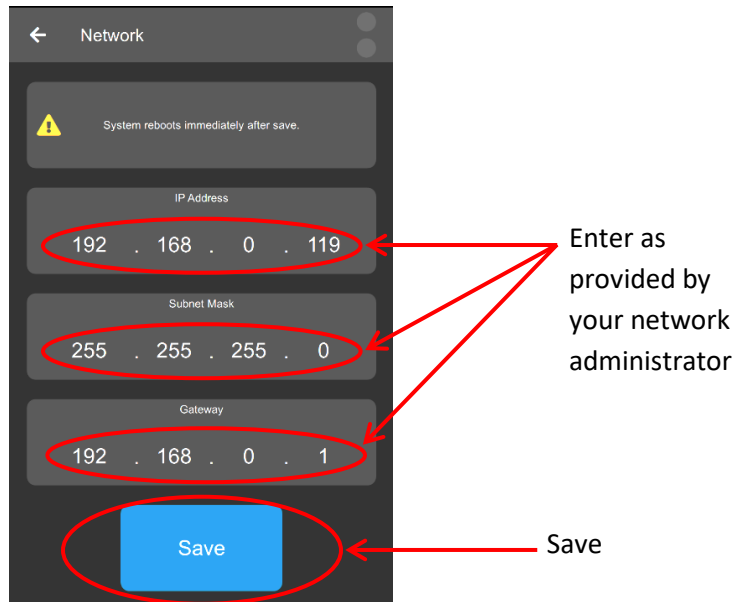 Network
System reboots immediately after save.
IP Address
192 . 168 . 0 . 119
Subnet Mask
255 . 255 . 255 . 0
Gateway
192 . 168 . 0 . 1
Save
Enter as
provided by
your network
administrator
Save